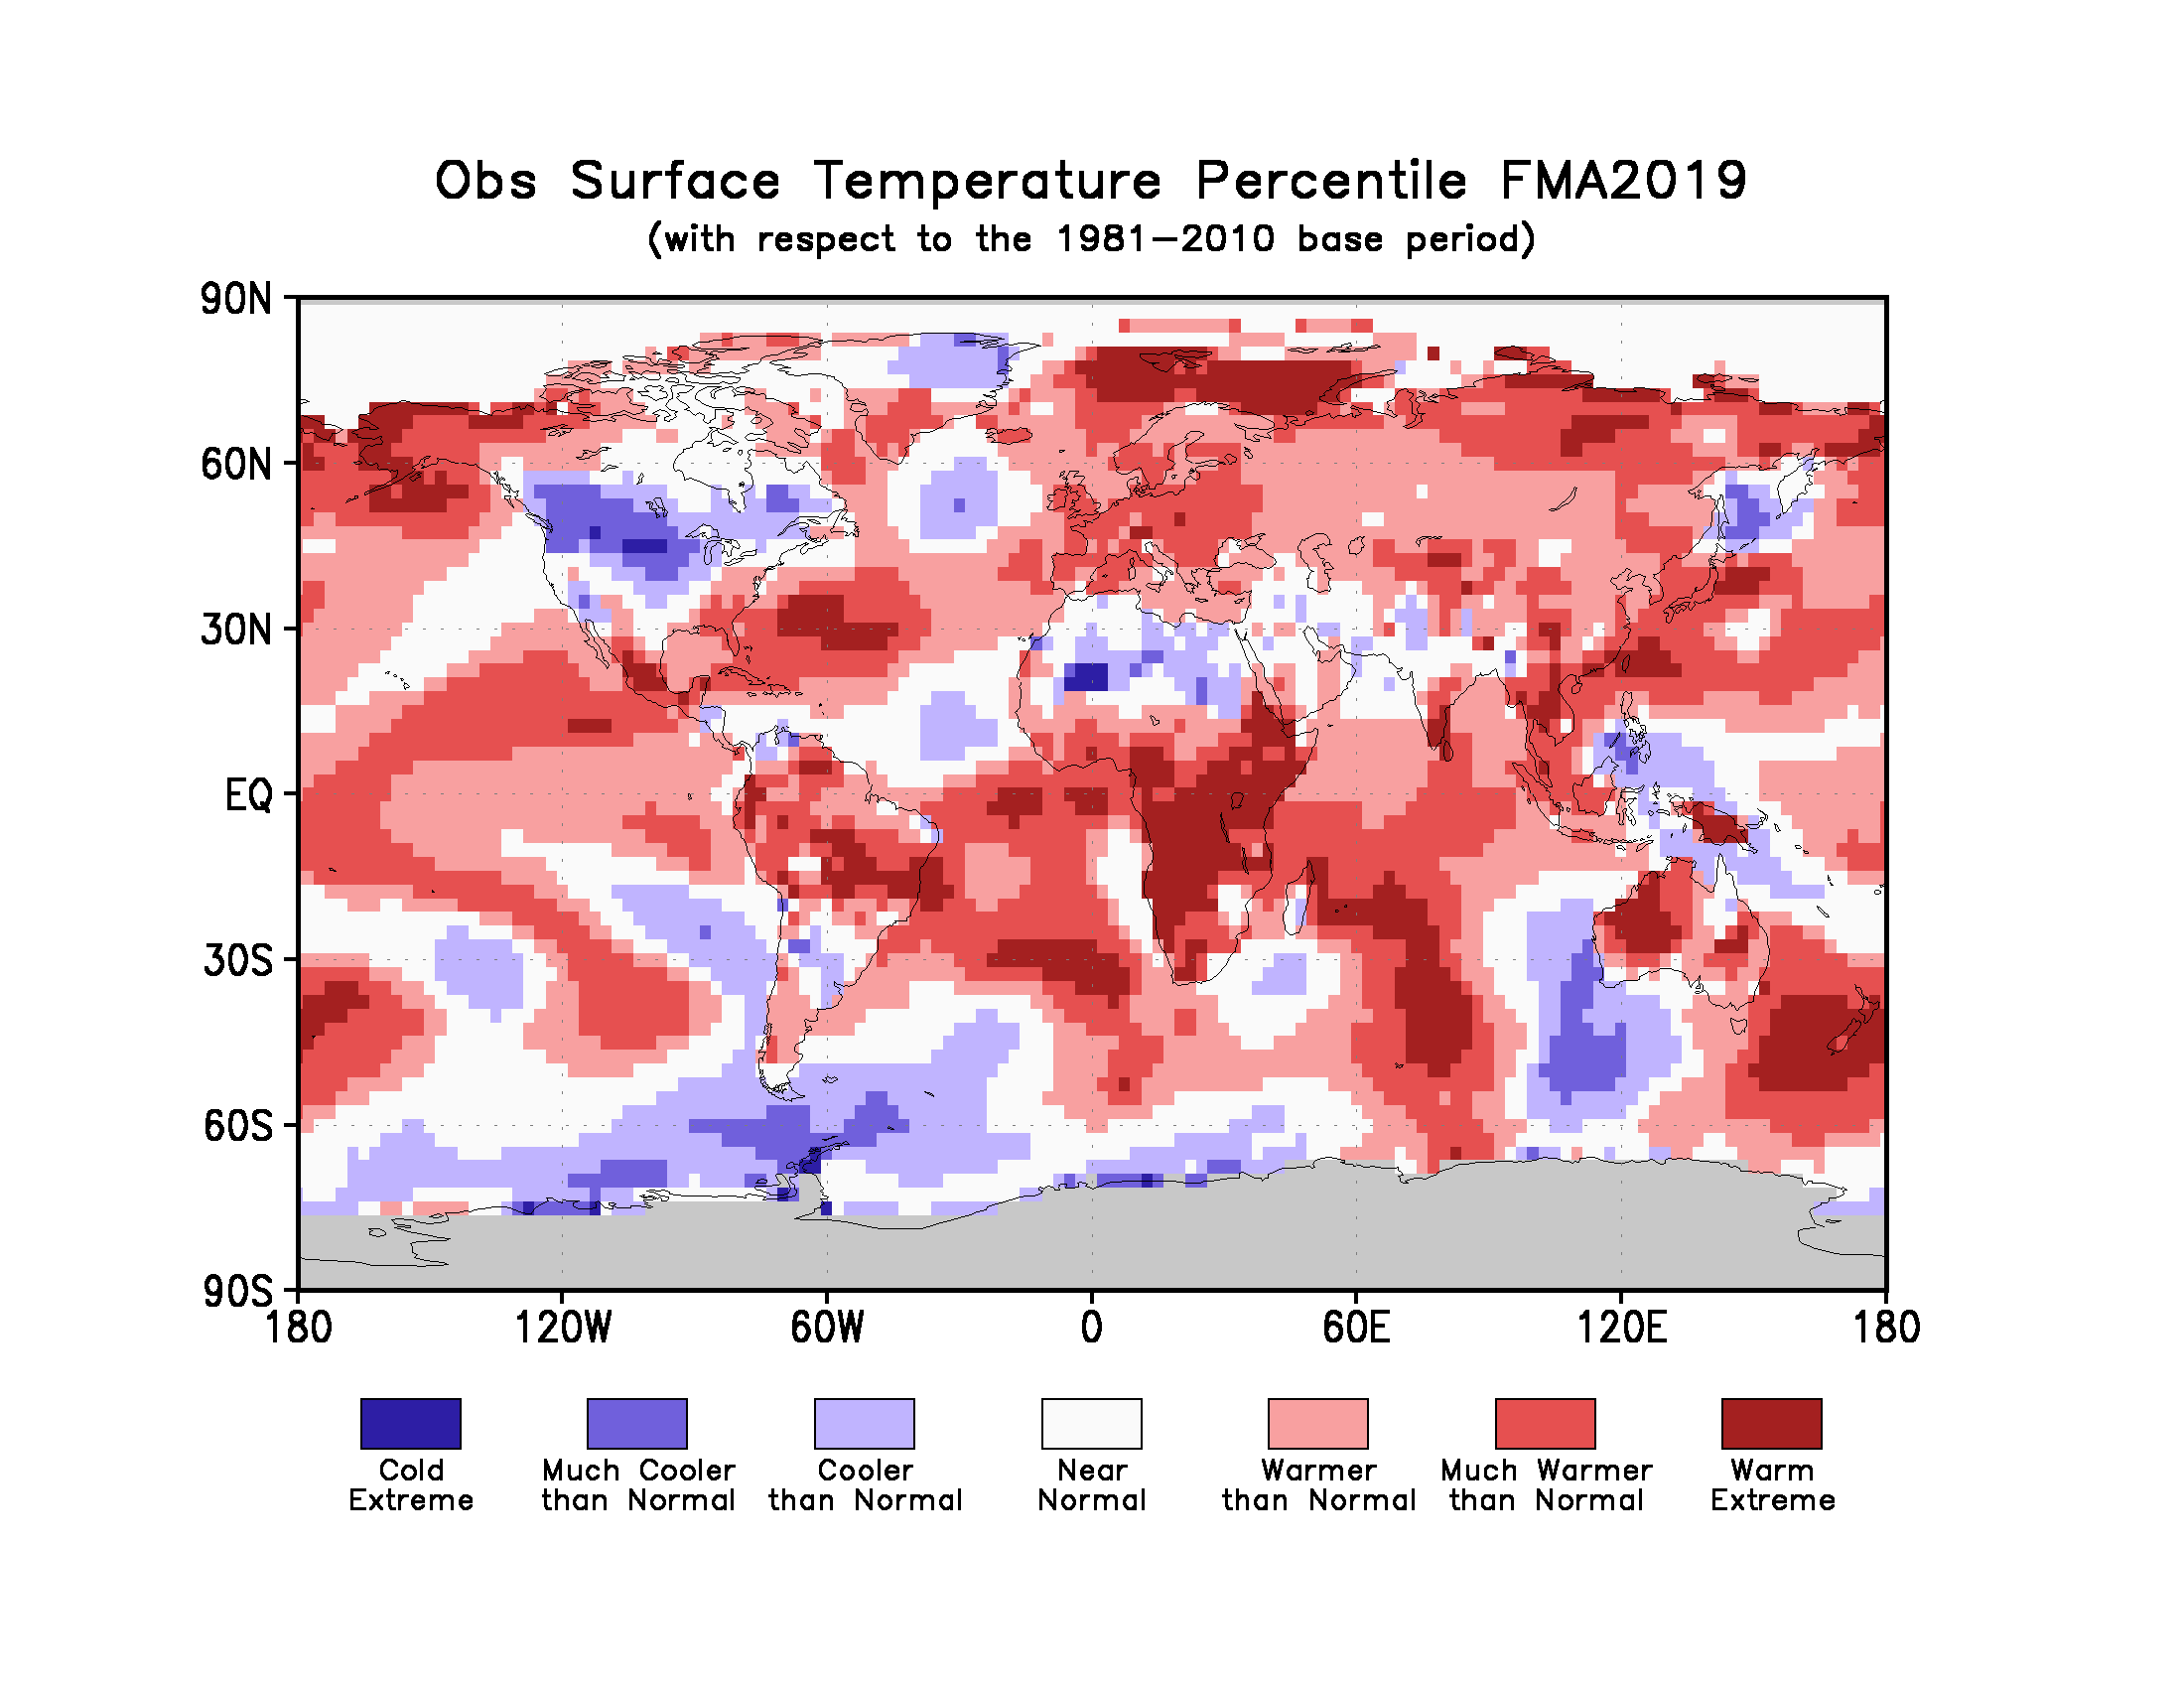 Obs Surface Temperature Percentile FMA2019
(with respect to the 1981-2010 base period)
90N
60N
30N
EQ
30S
60S
90S
180 120W 60W 0 60E 120E 180
Cold Extreme
Much Cooler than Normal
Cooler than Normal
Near Normal
Warmer than Normal
Much Warmer than Normal
Warm Extreme